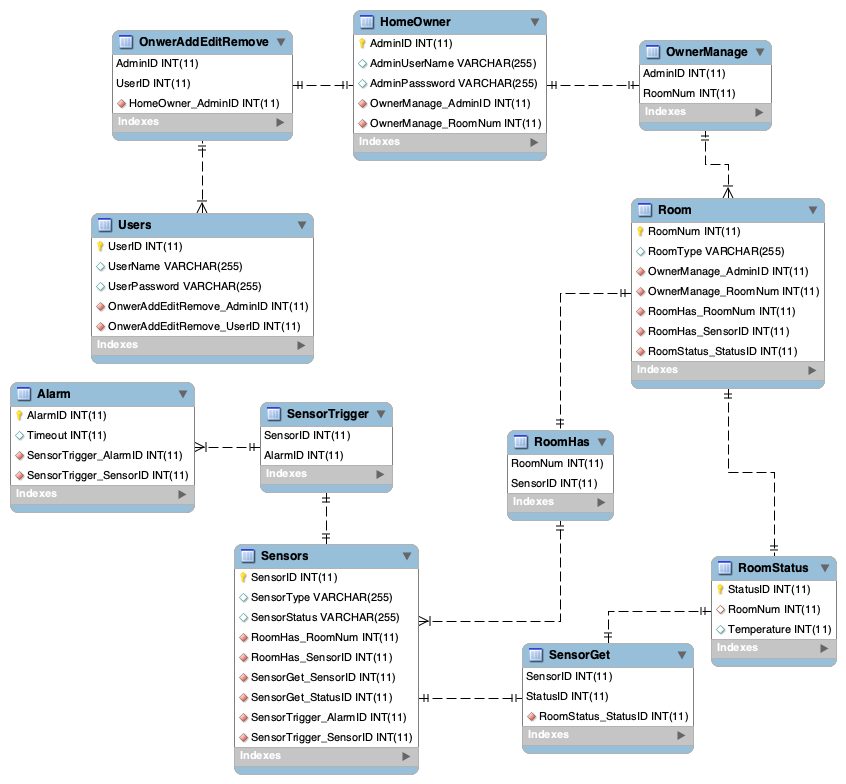 OnwerAddEditRemove
AdminID INT(11)
UserID INT(11)
HomeOwner_AdminID INT(11)
Indexes
HomeOwner
AdminID INT(11)
AdminUserName VARCHAR(255)
AdminPasssword VARCHAR(255)
OwnerManage_AdminID INT(11)
OwnerManage_RoomNum INT(11)
Indexes
OwnerManage
AdminID INT(11)
RoomNum INT(11)
Indexes
Users
UserID INT(11)
UserName VARCHAR(255)
UserPassword VARCHAR(255)
OnwerAddEditRemove_AdminID INT(11)
OnwerAddEditRemove_UserID INT(11)
Indexes
Room
RoomNum INT(11)
RoomType VARCHAR(255)
OwnerManage_AdminID INT(11)
OwnerManage_RoomNum INT(11)
RoomHas_RoomNum INT(11)
RoomHas_SensorID INT(11)
RoomStatus_StatusID INT(11)
Indexes
Alarm
AlarmID INT(11)
Timeout INT(11)
SensorTrigger_AlarmID INT(11)
SensorTrigger_SensorID INT(11)
Indexes
SensorTrigger
SensorID INT(11)
AlarmID INT(11)
Indexes
RoomHas
RoomNum INT(11)
SensorID INT(11)
Indexes
Sensors
SensorID INT(11)
SensorType VARCHAR(255)
SensorStatus VARCHAR(255)
RoomHas_RoomNum INT(11)
RoomHas_SensorID INT(11)
SensorGet_SensorID INT(11)
SensorGet_StatusID INT(11)
SensorTrigger_AlarmID INT(11)
SensorTrigger_SensorID INT(11)
Indexes
RoomStatus
StatusID INT(11)
RoomNum INT(11)
Temperature INT(11)
Indexes
SensorGet
SensorID INT(11)
StatusID INT(11)
RoomStatus_StatusID INT(11)
Indexes